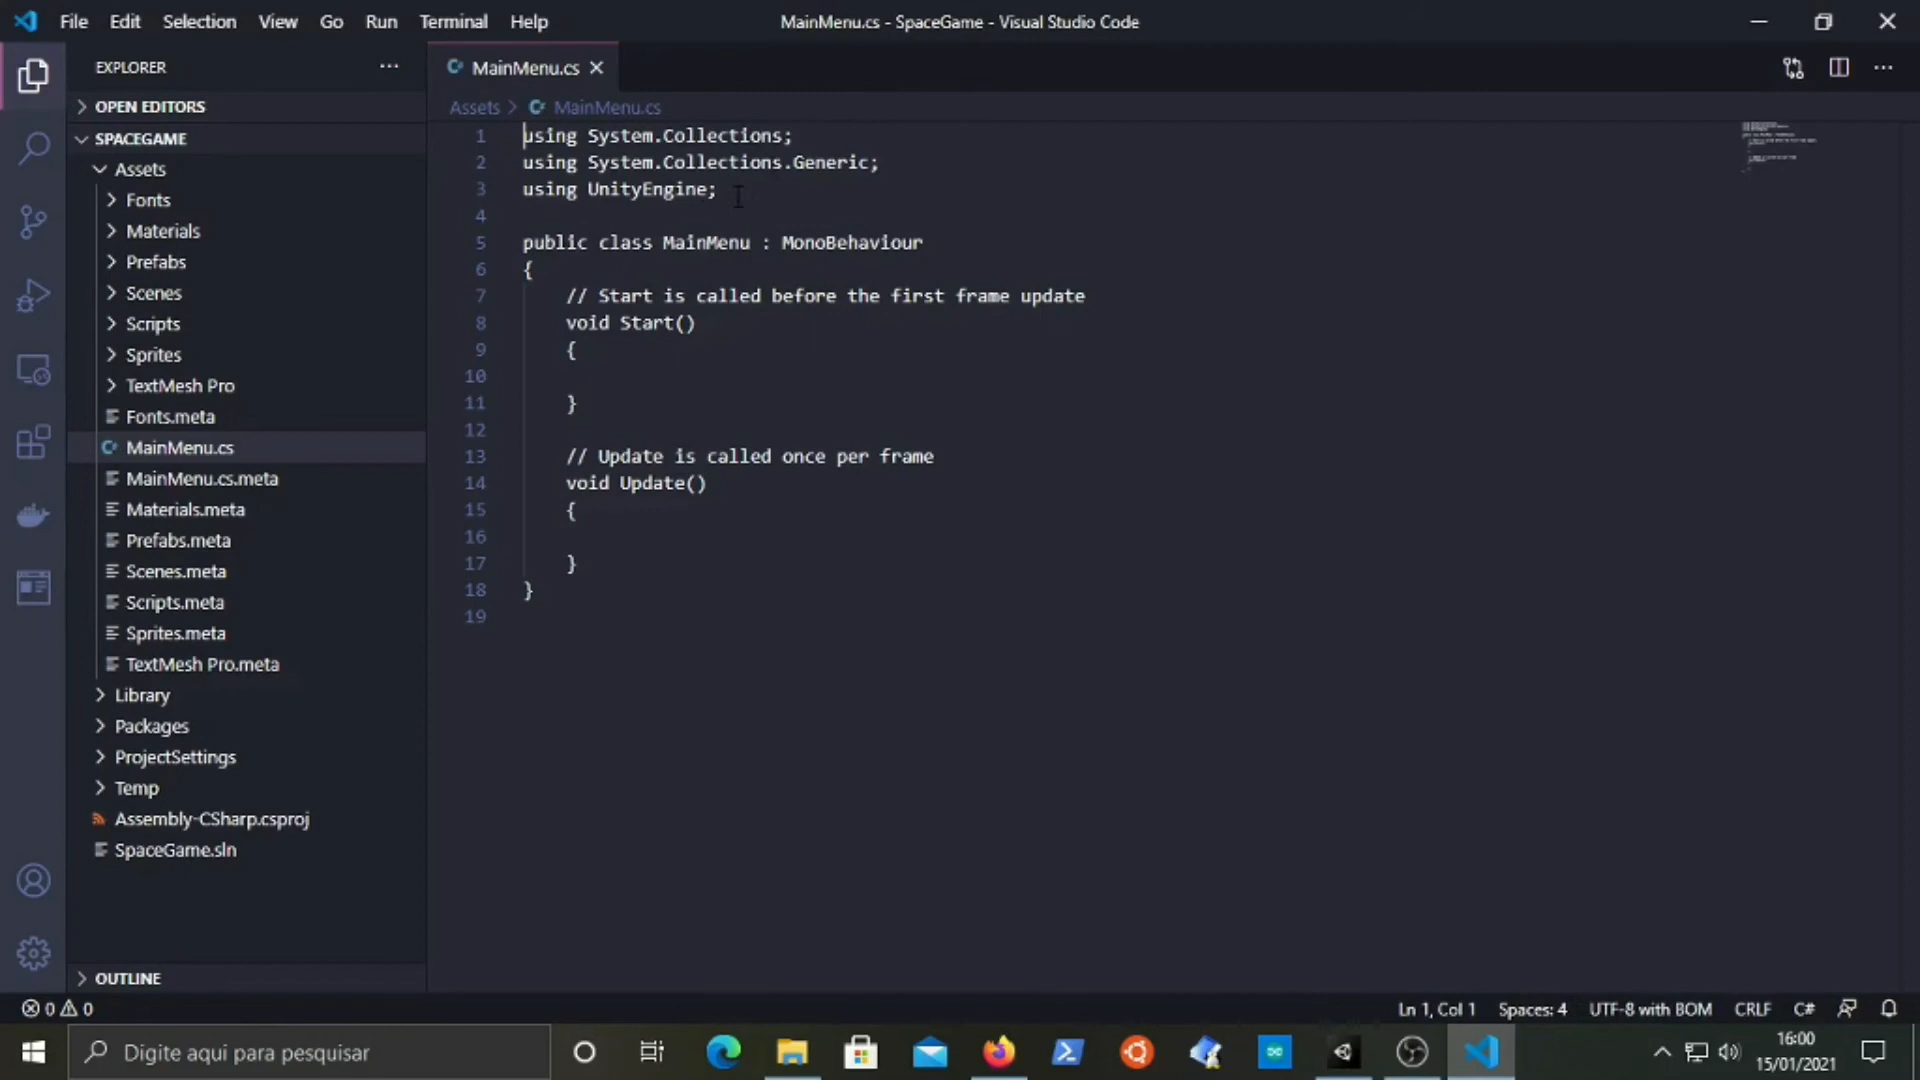 File Edit Selection View Go Run Terminal Help
MainMenu.cs - SpaceGame - Visual Studio Code
EXPLORER
OPEN EDITORS
SPACEGAME
Assets
Fonts
Materials
Prefabs
Scenes
Scripts
Sprites
TextMesh Pro
Fonts.meta
MainMenu.cs
MainMenu.cs.meta
Materials.meta
Prefabs.meta
Scenes.meta
Scripts.meta
Sprites.meta
TextMesh Pro.meta
Library
Packages
ProjectSettings
Temp
Assembly-CSharp.csproj
SpaceGame.sln
OUTLINE
MainMenu.cs
Assets > MainMenu.cs
1 using System.Collections;
2 using System.Collections.Generic;
3 using UnityEngine;
4
5 public class MainMenu : MonoBehaviour
6 {
7 // Start is called before the first frame update
8 void Start()
9 {
10
11 }
12
13 // Update is called once per frame
14 void Update()
15 {
16
17 }
18 }
19
0 0
Ln 1, Col 1 Spaces: 4 UTF-8 with BOM CRLF C#
Digite aqui para pesquisar
16:00
15/01/2021